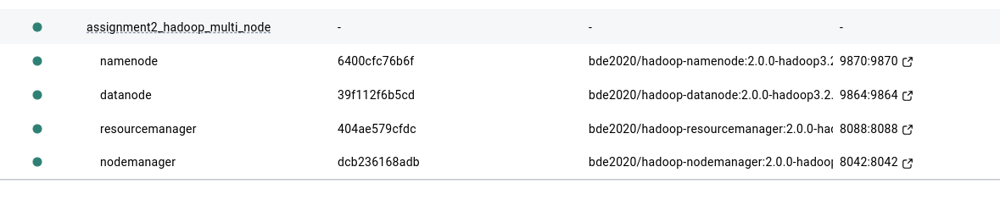 assignment2_hadoop_multi_node - - -
namenode 6400cfc76b6f bde2020/hadoop-namenode:2.0.0-hadoop3.2 9870:9870
datanode 39f112f6b5cd bde2020/hadoop-datanode:2.0.0-hadoop3.2. 9864:9864
resourcemanager 404ae579cfdc bde2020/hadoop-resourcemanager:2.0.0-had 8088:8088
nodemanager dcb236168adb bde2020/hadoop-nodemanager:2.0.0-hadoop 8042:8042